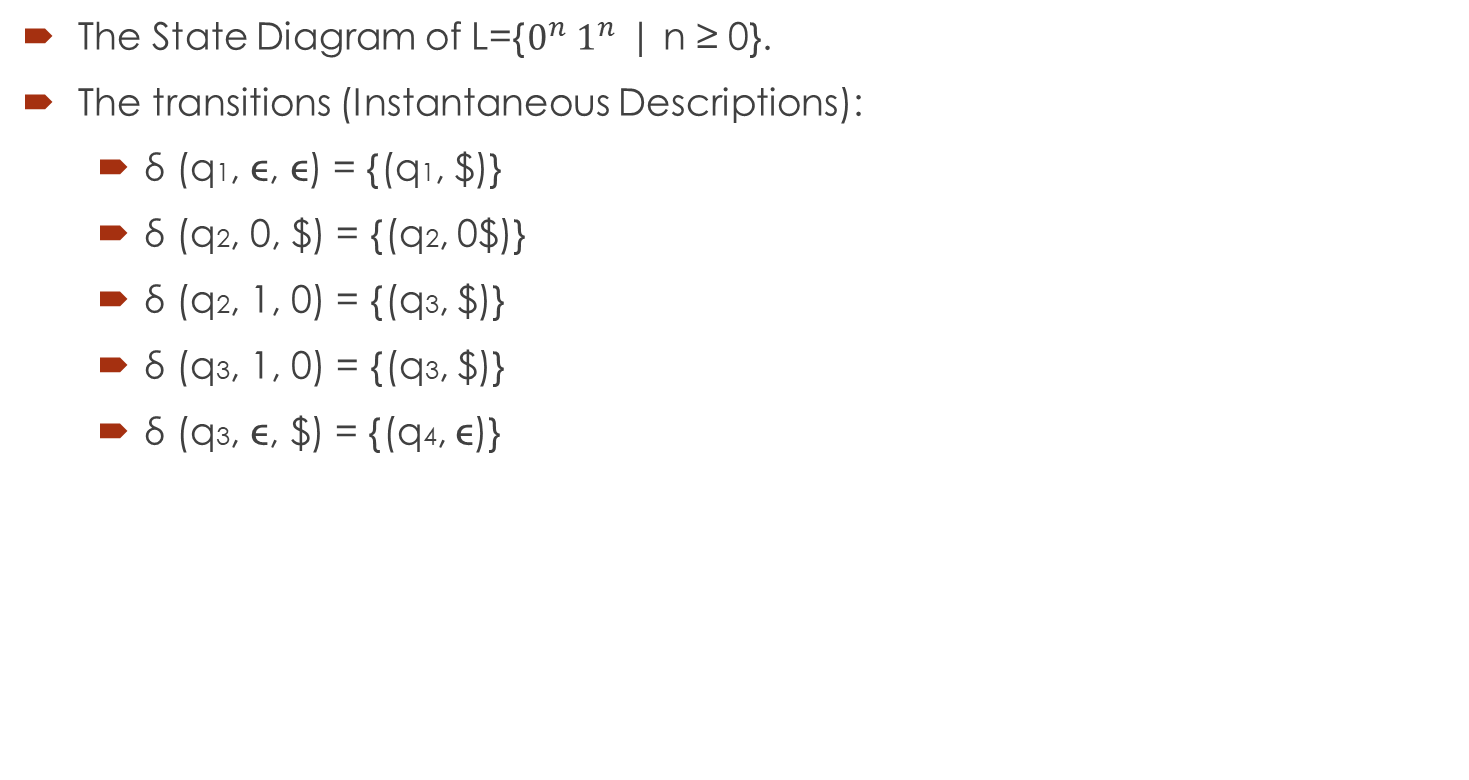 The State Diagram of L={0ⁿ 1ⁿ | n ≥ 0}.
The transitions (Instantaneous Descriptions):
δ (q₁, ϵ, ϵ) = {(q₁, $)}
δ (q₂, 0, $) = {(q₂, 0$)}
δ (q₂, 1, 0) = {(q₃, $)}
δ (q₃, 1, 0) = {(q₃, $)}
δ (q₃, ϵ, $) = {(q₄, ϵ)}